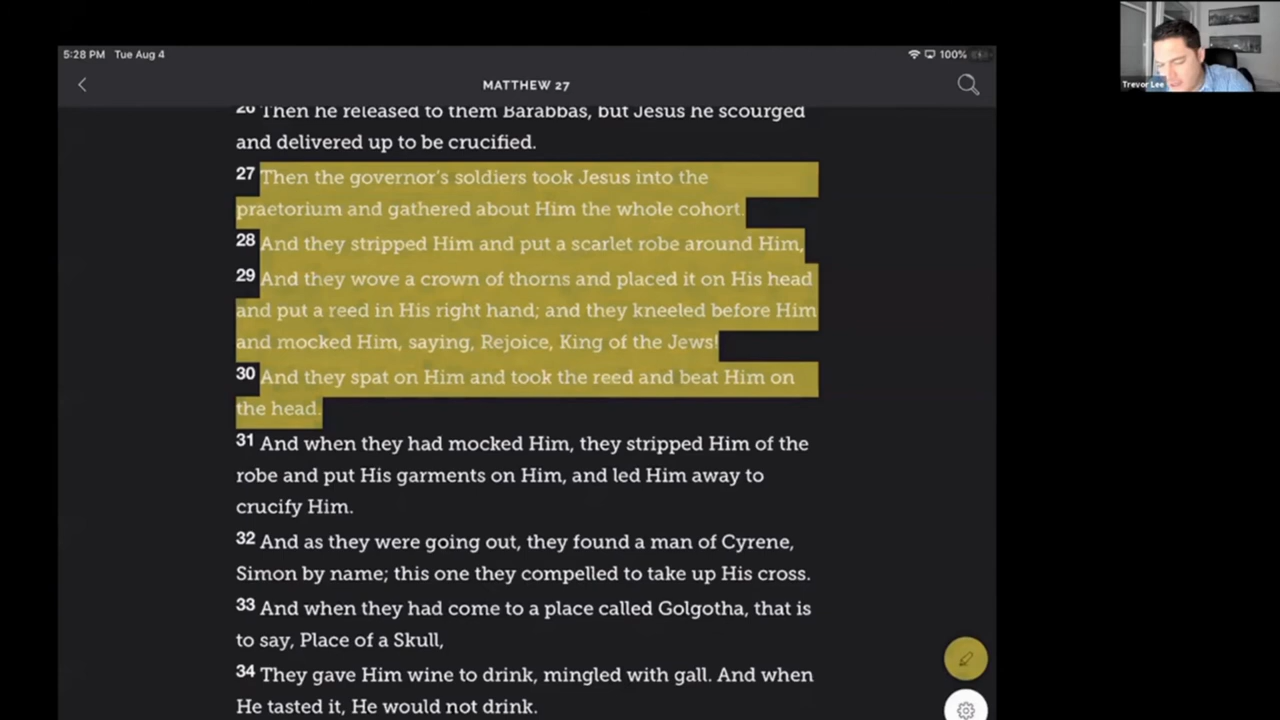 5:28 PM Tue Aug 4
100%
MATTHEW 27
Trevor Lee
26 Then he released to them Barabbas, but Jesus he scourged
and delivered up to be crucified.
27 Then the governor's soldiers took Jesus into the
praetorium and gathered about Him the whole cohort.
28 And they stripped Him and put a scarlet robe around Him,
29 And they wove a crown of thorns and placed it on His head
and put a reed in His right hand; and they kneeled before Him
and mocked Him, saying, Rejoice, King of the Jews!
30 And they spat on Him and took the reed and beat Him on
the head.
31 And when they had mocked Him, they stripped Him of the
robe and put His garments on Him, and led Him away to
crucify Him.
32 And as they were going out, they found a man of Cyrene,
Simon by name; this one they compelled to take up His cross.
33 And when they had come to a place called Golgotha, that is
to say, Place of a Skull,
34 They gave Him wine to drink, mingled with gall. And when
He tasted it, He would not drink.